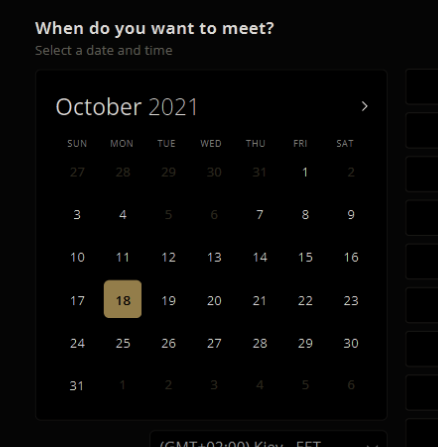 When do you want to meet?
Select a date and time
October 2021
SUN MON TUE WED THU FRI SAT
27 28 29 30 31 1 2
3 4 5 6 7 8 9
10 11 12 13 14 15 16
17 18 19 20 21 22 23
24 25 26 27 28 29 30
31 1 2 3 4 5 6
(GMT+03:00) Kiev - EET